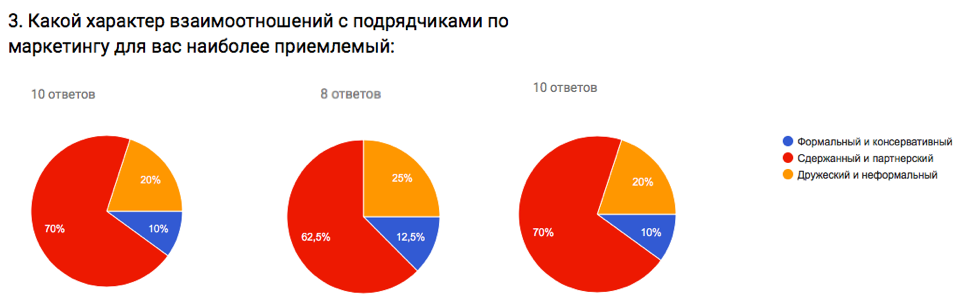 3. Какой характер взаимоотношений с подрядчиками по
маркетингу для вас наиболее приемлемый:
10 ответов
8 ответов
10 ответов
20%
70%
10%
25%
62,5%
12,5%
20%
70%
10%
Формальный и консервативный
Сдержанный и партнерский
Дружеский и неформальный